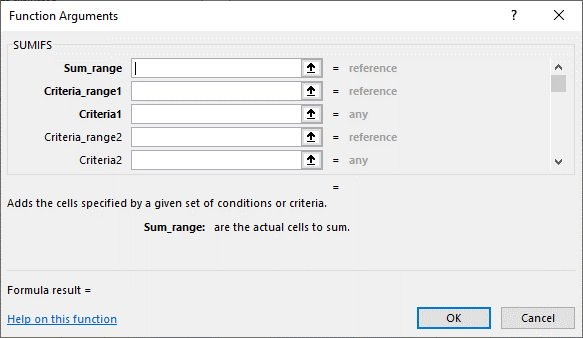 Function Arguments ? ×
SUMIFS
Sum_range = reference
Criteria_range1 = reference
Criteria1 = any
Criteria_range2 = reference
Criteria2 = any
=
Adds the cells specified by a given set of conditions or criteria.
Sum_range: are the actual cells to sum.
Formula result =
Help on this function OK Cancel